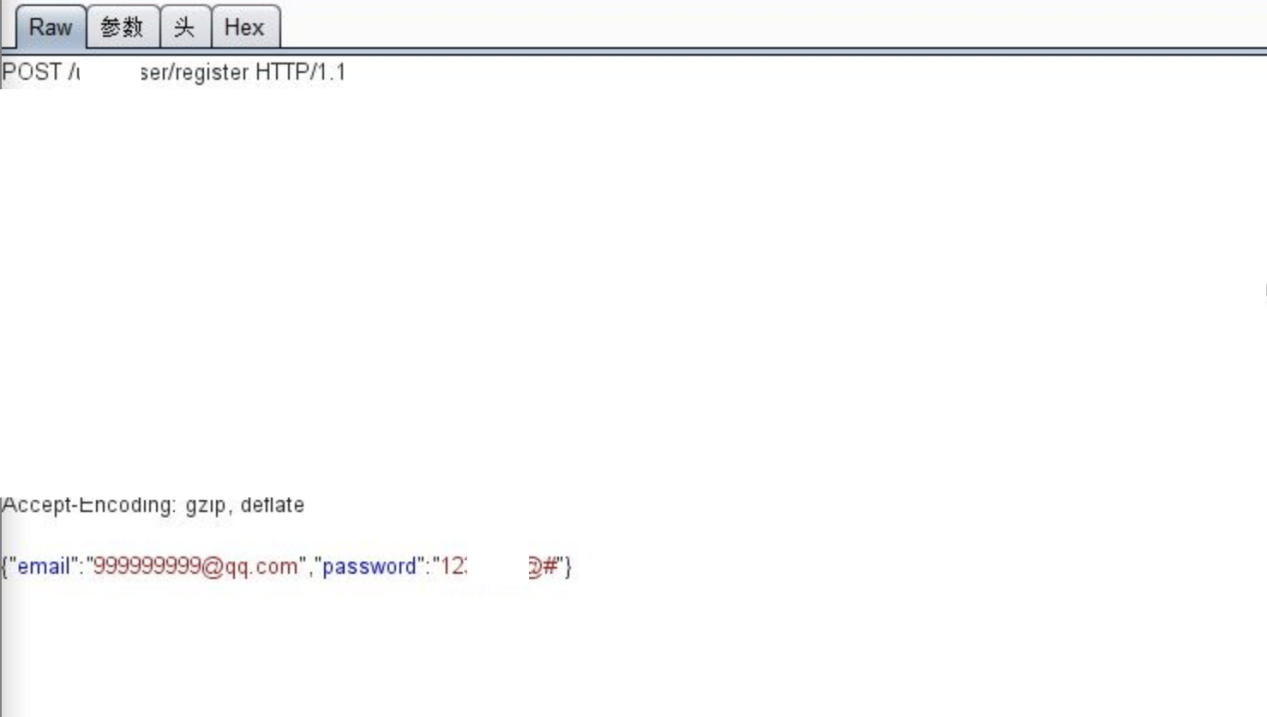 Raw 参数 头 Hex
POST /u ser/register HTTP/1.1
Accept-Encoding: gzip, deflate
{"email":"999999999@qq.com","password":"12 @#"}